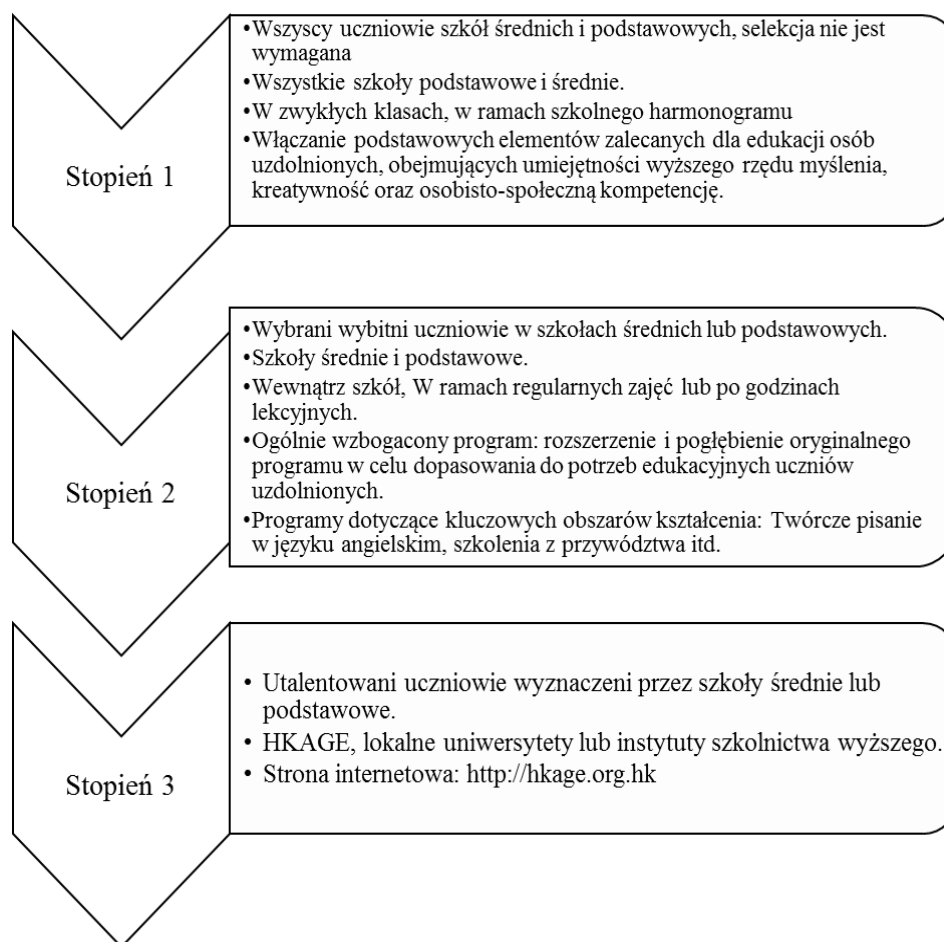 •Wszyscy uczniowie szkół średnich i podstawowych, selekcja nie jest
wymagana
•Wszystkie szkoły podstawowe i średnie.
•W zwykłych klasach, w ramach szkolnego harmonogramu
•Włączanie podstawowych elementów zalecanych dla edukacji osób
uzdolnionych, obejmujących umiejętności wyższego rzędu myślenia,
kreatywność oraz osobisto-społeczną kompetencję.
Stopień 1
•Wybrani wybitni uczniowie w szkołach średnich lub podstawowych.
•Szkoły średnie i podstawowe.
•Wewnątrz szkół, W ramach regularnych zajęć lub po godzinach
lekcyjnych.
•Ogólnie wzbogacony program: rozszerzenie i pogłębienie oryginalnego
programu w celu dopasowania do potrzeb edukacyjnych uczniów
uzdolnionych.
•Programy dotyczące kluczowych obszarów kształcenia: Twórcze pisanie
w języku angielskim, szkolenia z przywództwa itd.
Stopień 2
• Utalentowani uczniowie wyznaczeni przez szkoły średnie lub
podstawowe.
• HKAGE, lokalne uniwersytety lub instytuty szkolnictwa wyższego.
• Strona internetowa: http://hkage.org.hk
Stopień 3